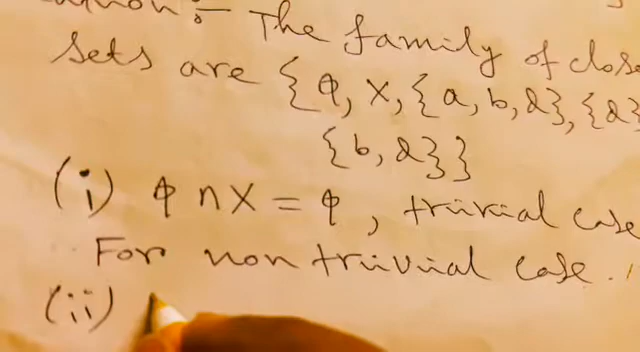 :- The family of close
sets are {φ, X, {a, b, d}, {d}
{b, d}}
(i) φ ∩ X = φ, trivial case
For non trivial case.
(ii)